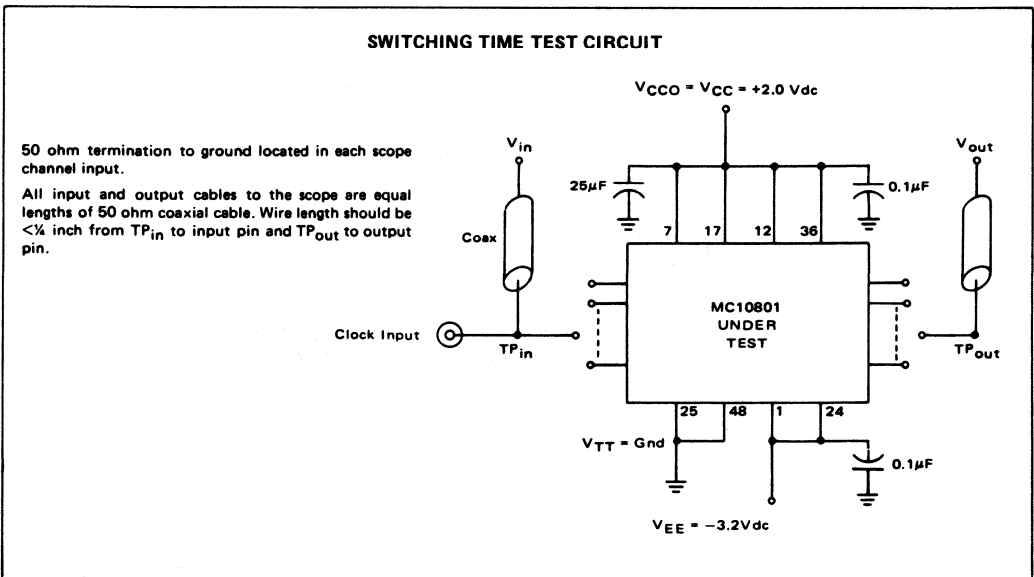 SWITCHING TIME TEST CIRCUIT
50 ohm termination to ground located in each scope
channel input.
All input and output cables to the scope are equal
lengths of 50 ohm coaxial cable. Wire length should be
<¼ inch from TPin to input pin and TPout to output
pin.
VCCO = VCC = +2.0 Vdc
Vin
Vout
25μF
0.1μF
Coax
7 17 12 36
MC10801
UNDER
TEST
Clock Input
TPin
TPout
25 48 1 24
VTT = Gnd
0.1μF
VEE = −3.2Vdc